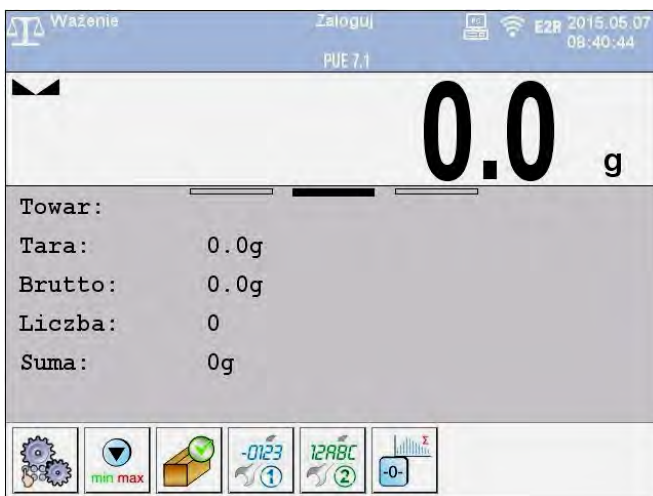 Ważenie Zaloguj PC E2R 2015.05.07
08:40:44
PUE 7.1
0.0 g
Towar:
Tara: 0.0g
Brutto: 0.0g
Liczba: 0
Suma: 0g
min max -0123 1 12ABC 2 Σ -0-